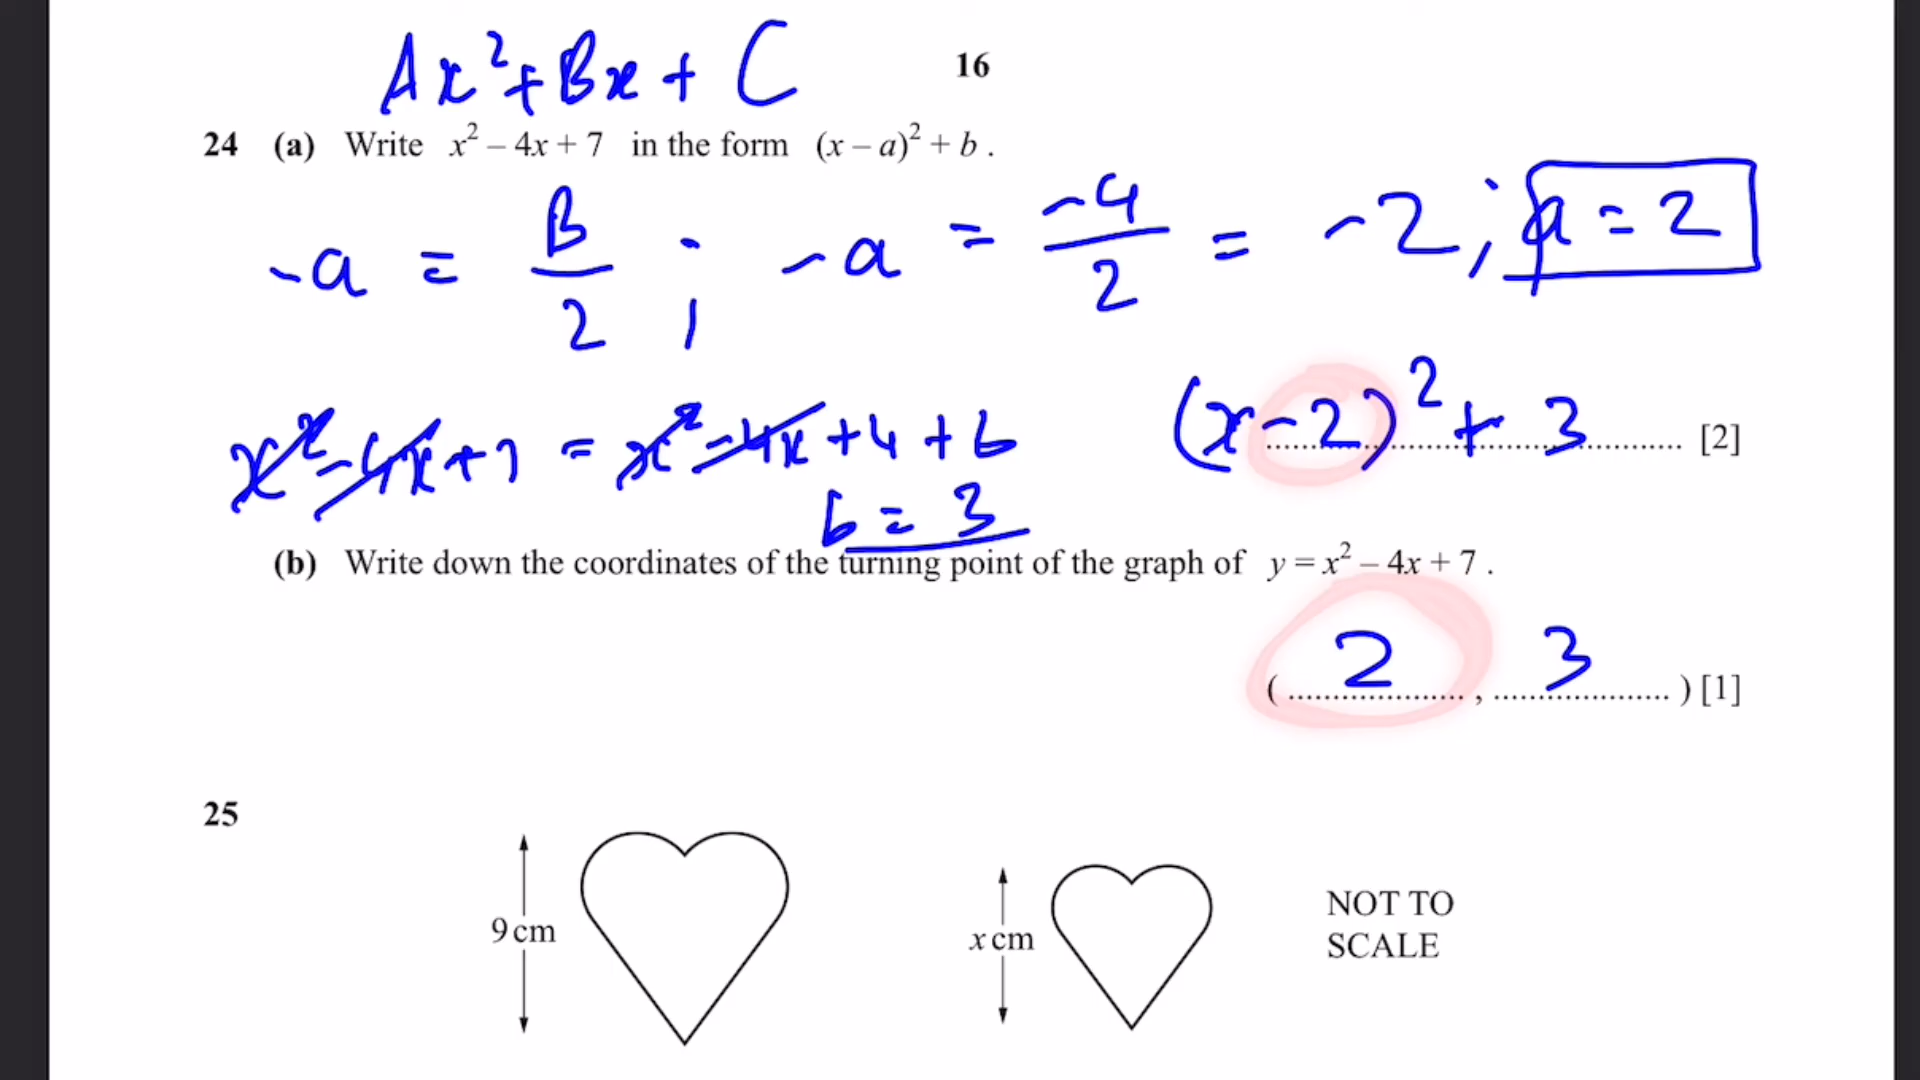 Ax² + Bx + C
16
24 (a) Write x² – 4x + 7 in the form (x – a)² + b .
-a = B/2 ; -a = -4/2 = -2 ; a = 2
x² - 4x + 7 = x² - 4x + 4 + b
(x - 2)² + 3 [2]
b = 3
(b) Write down the coordinates of the turning point of the graph of y = x² – 4x + 7 .
( 2 , 3 ) [1]
25
9 cm
x cm
NOT TO
SCALE